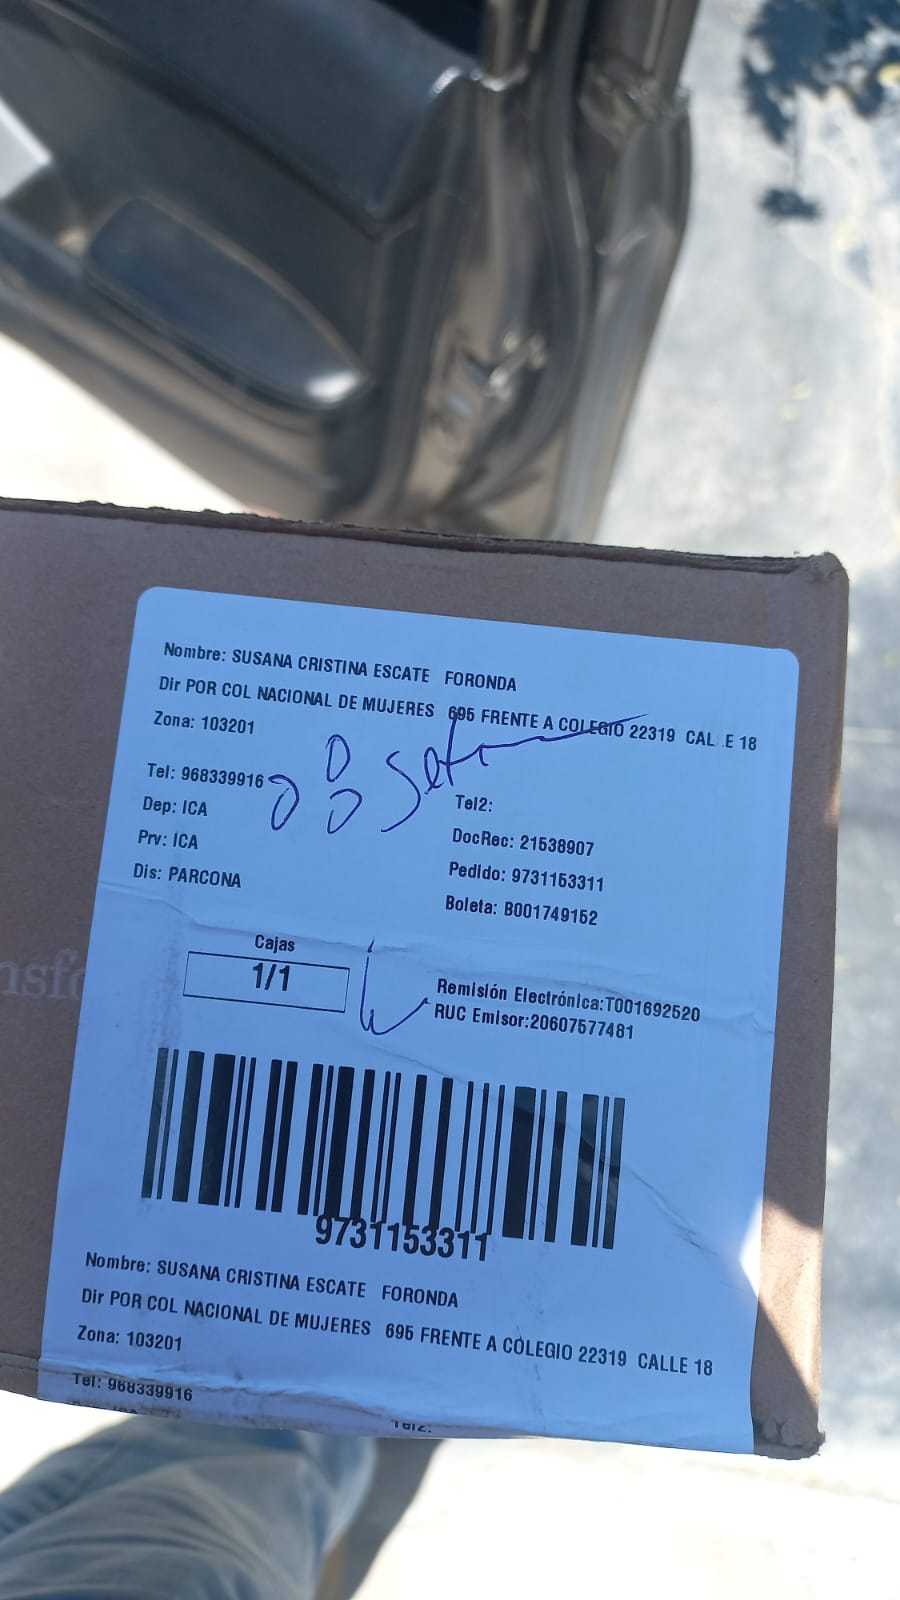 Nombre: SUSANA CRISTINA ESCATE FORONDA
Dir POR COL NACIONAL DE MUJERES 695 FRENTE A COLEGIO 22319 CALLE 18
Zona: 103201
Tel: 968339916
Tel2:
Dep: ICA
DocRec: 21538907
Prv: ICA
Pedido: 9731153311
Dis: PARCONA
Boleta: B001749152
Cajas
1/1
Remisión Electrónica:T001692520
RUC Emisor:20607577481
9731153311
Nombre: SUSANA CRISTINA ESCATE FORONDA
Dir POR COL NACIONAL DE MUJERES 695 FRENTE A COLEGIO 22319 CALLE 18
Zona: 103201
Tel: 968339916
Tel2: